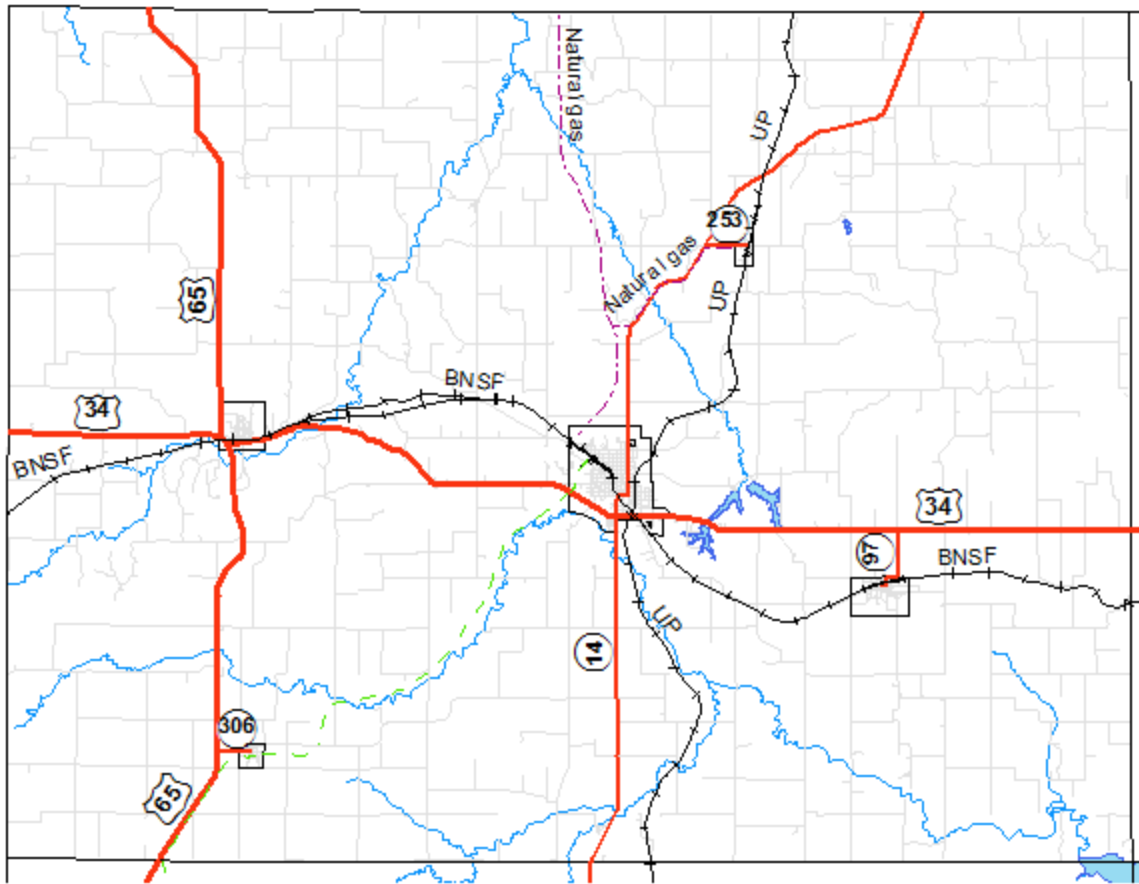 Natural gas
UP
253
Natural gas
65
UP
BNSF
34
BNSF
34
97
BNSF
UP
14
306
65